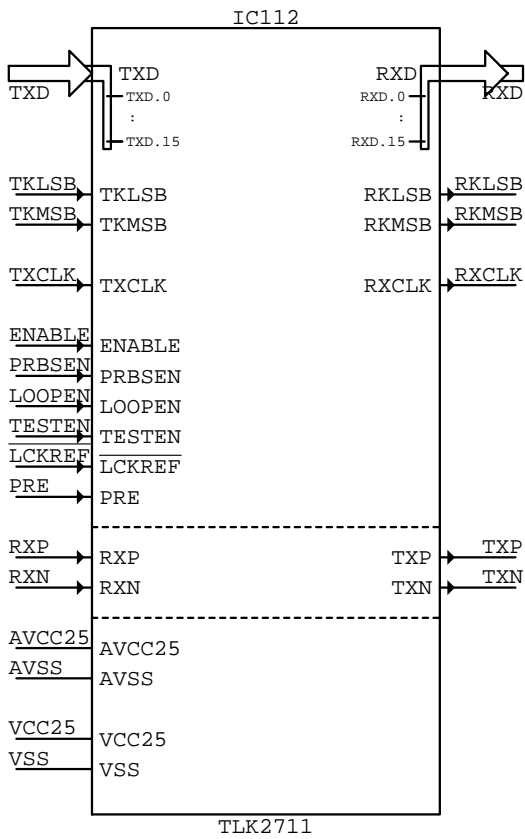 IC112
TXD TXD RXD RXD
TXD.0 RXD.0
: :
TXD.15 RXD.15
TKLSB TKLSB RKLSB RKLSB
TKMSB TKMSB RKMSB RKMSB
TXCLK TXCLK RXCLK RXCLK
ENABLE ENABLE
PRBSEN PRBSEN
LOOPEN LOOPEN
TESTEN TESTEN
LCKREF LCKREF
PRE PRE
RXP RXP TXP TXP
RXN RXN TXN TXN
AVCC25 AVCC25
AVSS AVSS
VCC25 VCC25
VSS VSS
TLK2711